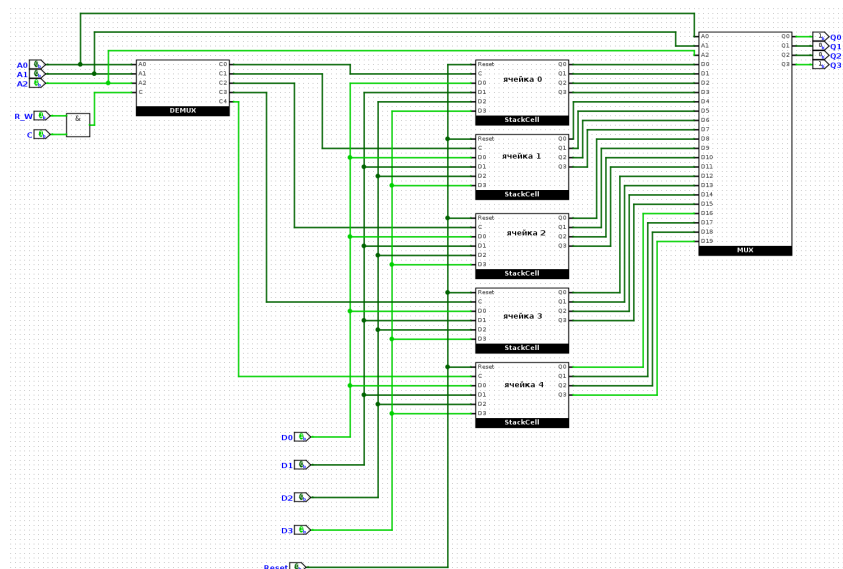 A0
A1
A2
R_W
C
&
A0
A1
A2
C
C0
C1
C2
C3
C4
DEMUX
Reset
C
D0
D1
D2
D3
Q0
Q1
Q2
Q3
ячейка 0
StackCell
Reset
C
D0
D1
D2
D3
Q0
Q1
Q2
Q3
ячейка 1
StackCell
Reset
C
D0
D1
D2
D3
Q0
Q1
Q2
Q3
ячейка 2
StackCell
Reset
C
D0
D1
D2
D3
Q0
Q1
Q2
Q3
ячейка 3
StackCell
Reset
C
D0
D1
D2
D3
Q0
Q1
Q2
Q3
ячейка 4
StackCell
A0
A1
A2
D0
D1
D2
D3
D4
D5
D6
D7
D8
D9
D10
D11
D12
D13
D14
D15
D16
D17
D18
D19
Q0
Q1
Q2
Q3
MUX
Q0
Q1
Q2
Q3
D0
D1
D2
D3
Reset